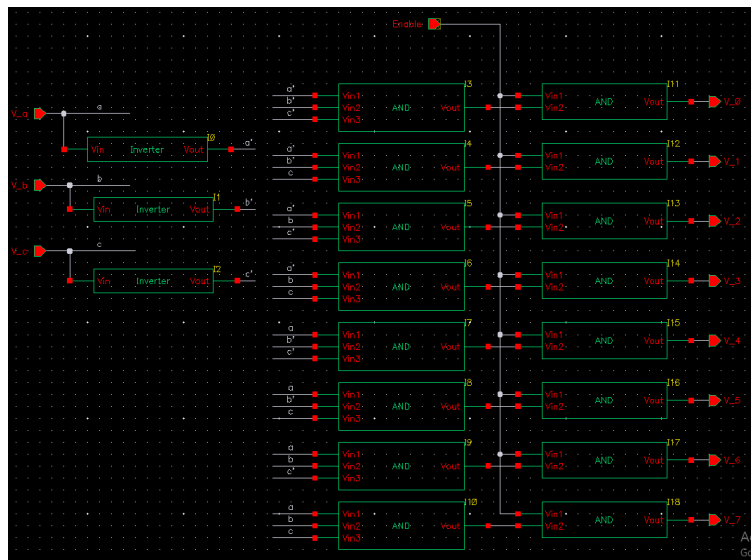 Enable
V_a a
Vin Inverter Vout I0 a'
V_b b
Vin Inverter Vout I1 b'
V_c c
Vin Inverter Vout I2 c'
a' Vin1 I3
b' Vin2 AND Vout
c' Vin3
Vin1 I11
Vin2 AND Vout V_0
a' Vin1 I4
b' Vin2 AND Vout
c Vin3
Vin1 I12
Vin2 AND Vout V_1
a' Vin1 I5
b Vin2 AND Vout
c' Vin3
Vin1 I13
Vin2 AND Vout V_2
a' Vin1 I6
b Vin2 AND Vout
c Vin3
Vin1 I14
Vin2 AND Vout V_3
a Vin1 I7
b' Vin2 AND Vout
c' Vin3
Vin1 I15
Vin2 AND Vout V_4
a Vin1 I8
b' Vin2 AND Vout
c Vin3
Vin1 I16
Vin2 AND Vout V_5
a Vin1 I9
b Vin2 AND Vout
c' Vin3
Vin1 I17
Vin2 AND Vout V_6
a Vin1 I10
b Vin2 AND Vout
c Vin3
Vin1 I18
Vin2 AND Vout V_7